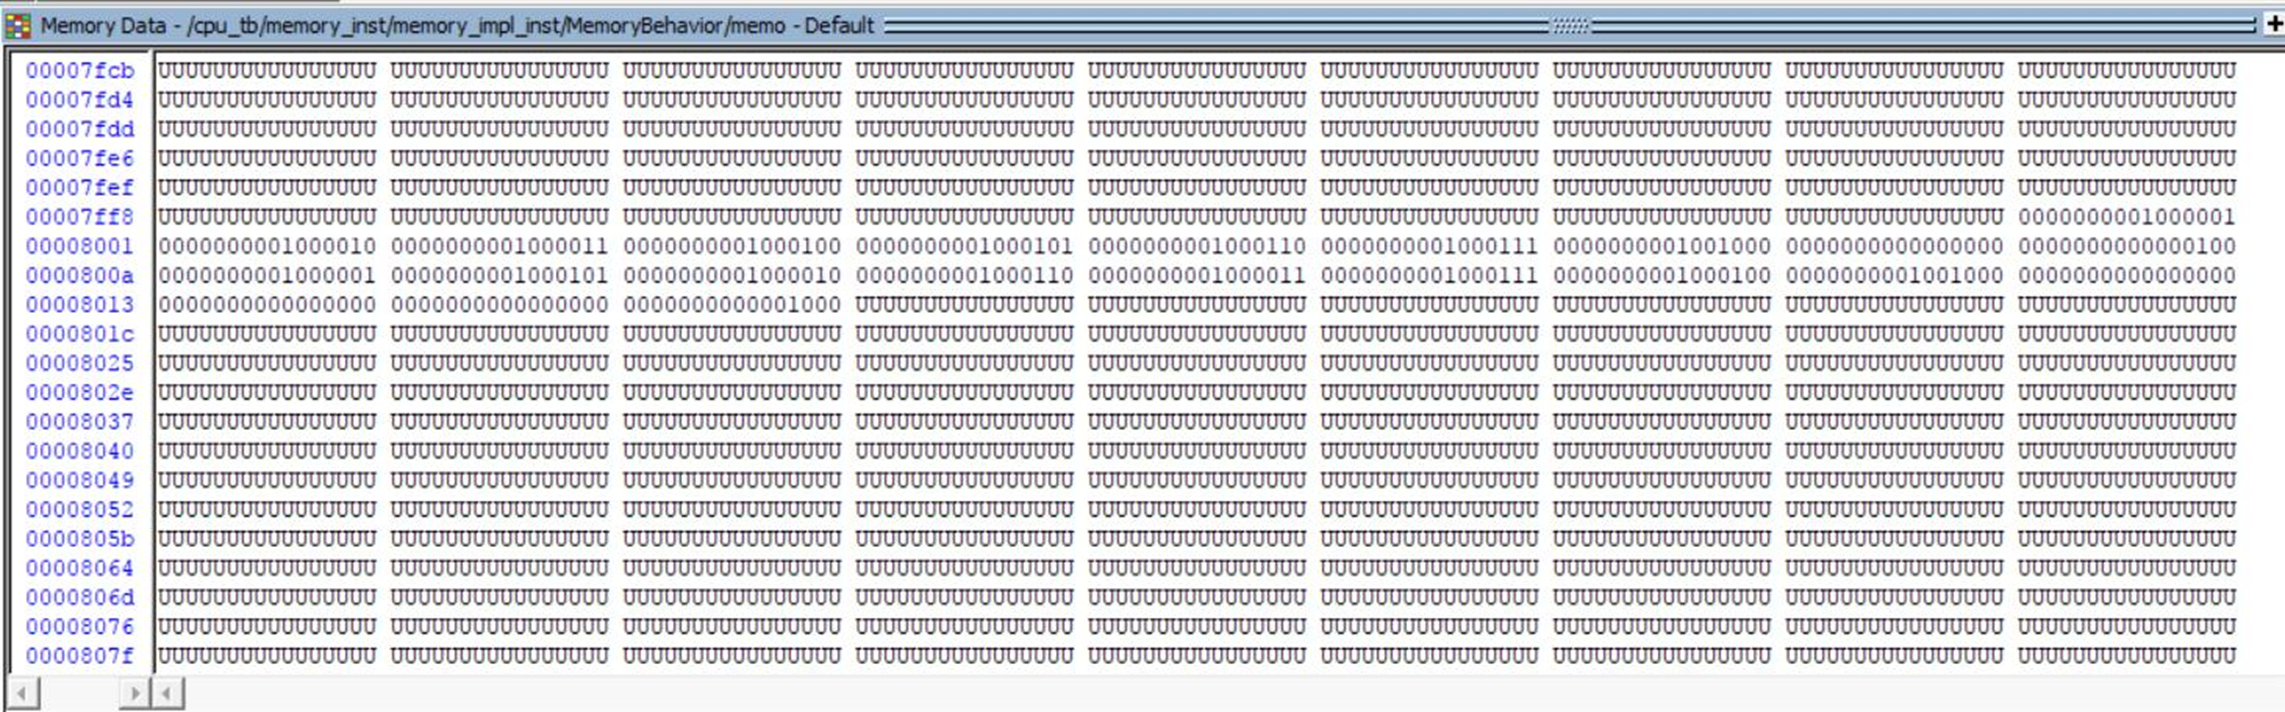 Memory Data - /cpu_tb/memory_inst/memory_impl_inst/MemoryBehavior/memo - Default
00007fcb UUUUUUUUUUUUUUUU UUUUUUUUUUUUUUUU UUUUUUUUUUUUUUUU UUUUUUUUUUUUUUUU UUUUUUUUUUUUUUUU UUUUUUUUUUUUUUUU UUUUUUUUUUUUUUUU UUUUUUUUUUUUUUUU UUUUUUUUUUUUUUUU
00007fd4 UUUUUUUUUUUUUUUU UUUUUUUUUUUUUUUU UUUUUUUUUUUUUUUU UUUUUUUUUUUUUUUU UUUUUUUUUUUUUUUU UUUUUUUUUUUUUUUU UUUUUUUUUUUUUUUU UUUUUUUUUUUUUUUU UUUUUUUUUUUUUUUU
00007fdd UUUUUUUUUUUUUUUU UUUUUUUUUUUUUUUU UUUUUUUUUUUUUUUU UUUUUUUUUUUUUUUU UUUUUUUUUUUUUUUU UUUUUUUUUUUUUUUU UUUUUUUUUUUUUUUU UUUUUUUUUUUUUUUU UUUUUUUUUUUUUUUU
00007fe6 UUUUUUUUUUUUUUUU UUUUUUUUUUUUUUUU UUUUUUUUUUUUUUUU UUUUUUUUUUUUUUUU UUUUUUUUUUUUUUUU UUUUUUUUUUUUUUUU UUUUUUUUUUUUUUUU UUUUUUUUUUUUUUUU UUUUUUUUUUUUUUUU
00007fef UUUUUUUUUUUUUUUU UUUUUUUUUUUUUUUU UUUUUUUUUUUUUUUU UUUUUUUUUUUUUUUU UUUUUUUUUUUUUUUU UUUUUUUUUUUUUUUU UUUUUUUUUUUUUUUU UUUUUUUUUUUUUUUU UUUUUUUUUUUUUUUU
00007ff8 UUUUUUUUUUUUUUUU UUUUUUUUUUUUUUUU UUUUUUUUUUUUUUUU UUUUUUUUUUUUUUUU UUUUUUUUUUUUUUUU UUUUUUUUUUUUUUUU UUUUUUUUUUUUUUUU UUUUUUUUUUUUUUUU 0000000001000001
00008001 0000000001000010 0000000001000011 0000000001000100 0000000001000101 0000000001000110 0000000001000111 0000000001001000 0000000000000000 0000000000000100
0000800a 0000000001000001 0000000001000101 0000000001000010 0000000001000110 0000000001000011 0000000001000111 0000000001000100 0000000001001000 0000000000000000
00008013 0000000000000000 0000000000000000 0000000000001000 UUUUUUUUUUUUUUUU UUUUUUUUUUUUUUUU UUUUUUUUUUUUUUUU UUUUUUUUUUUUUUUU UUUUUUUUUUUUUUUU UUUUUUUUUUUUUUUU
0000801c UUUUUUUUUUUUUUUU UUUUUUUUUUUUUUUU UUUUUUUUUUUUUUUU UUUUUUUUUUUUUUUU UUUUUUUUUUUUUUUU UUUUUUUUUUUUUUUU UUUUUUUUUUUUUUUU UUUUUUUUUUUUUUUU UUUUUUUUUUUUUUUU
00008025 UUUUUUUUUUUUUUUU UUUUUUUUUUUUUUUU UUUUUUUUUUUUUUUU UUUUUUUUUUUUUUUU UUUUUUUUUUUUUUUU UUUUUUUUUUUUUUUU UUUUUUUUUUUUUUUU UUUUUUUUUUUUUUUU UUUUUUUUUUUUUUUU
0000802e UUUUUUUUUUUUUUUU UUUUUUUUUUUUUUUU UUUUUUUUUUUUUUUU UUUUUUUUUUUUUUUU UUUUUUUUUUUUUUUU UUUUUUUUUUUUUUUU UUUUUUUUUUUUUUUU UUUUUUUUUUUUUUUU UUUUUUUUUUUUUUUU
00008037 UUUUUUUUUUUUUUUU UUUUUUUUUUUUUUUU UUUUUUUUUUUUUUUU UUUUUUUUUUUUUUUU UUUUUUUUUUUUUUUU UUUUUUUUUUUUUUUU UUUUUUUUUUUUUUUU UUUUUUUUUUUUUUUU UUUUUUUUUUUUUUUU
00008040 UUUUUUUUUUUUUUUU UUUUUUUUUUUUUUUU UUUUUUUUUUUUUUUU UUUUUUUUUUUUUUUU UUUUUUUUUUUUUUUU UUUUUUUUUUUUUUUU UUUUUUUUUUUUUUUU UUUUUUUUUUUUUUUU UUUUUUUUUUUUUUUU
00008049 UUUUUUUUUUUUUUUU UUUUUUUUUUUUUUUU UUUUUUUUUUUUUUUU UUUUUUUUUUUUUUUU UUUUUUUUUUUUUUUU UUUUUUUUUUUUUUUU UUUUUUUUUUUUUUUU UUUUUUUUUUUUUUUU UUUUUUUUUUUUUUUU
00008052 UUUUUUUUUUUUUUUU UUUUUUUUUUUUUUUU UUUUUUUUUUUUUUUU UUUUUUUUUUUUUUUU UUUUUUUUUUUUUUUU UUUUUUUUUUUUUUUU UUUUUUUUUUUUUUUU UUUUUUUUUUUUUUUU UUUUUUUUUUUUUUUU
0000805b UUUUUUUUUUUUUUUU UUUUUUUUUUUUUUUU UUUUUUUUUUUUUUUU UUUUUUUUUUUUUUUU UUUUUUUUUUUUUUUU UUUUUUUUUUUUUUUU UUUUUUUUUUUUUUUU UUUUUUUUUUUUUUUU UUUUUUUUUUUUUUUU
00008064 UUUUUUUUUUUUUUUU UUUUUUUUUUUUUUUU UUUUUUUUUUUUUUUU UUUUUUUUUUUUUUUU UUUUUUUUUUUUUUUU UUUUUUUUUUUUUUUU UUUUUUUUUUUUUUUU UUUUUUUUUUUUUUUU UUUUUUUUUUUUUUUU
0000806d UUUUUUUUUUUUUUUU UUUUUUUUUUUUUUUU UUUUUUUUUUUUUUUU UUUUUUUUUUUUUUUU UUUUUUUUUUUUUUUU UUUUUUUUUUUUUUUU UUUUUUUUUUUUUUUU UUUUUUUUUUUUUUUU UUUUUUUUUUUUUUUU
00008076 UUUUUUUUUUUUUUUU UUUUUUUUUUUUUUUU UUUUUUUUUUUUUUUU UUUUUUUUUUUUUUUU UUUUUUUUUUUUUUUU UUUUUUUUUUUUUUUU UUUUUUUUUUUUUUUU UUUUUUUUUUUUUUUU UUUUUUUUUUUUUUUU
0000807f UUUUUUUUUUUUUUUU UUUUUUUUUUUUUUUU UUUUUUUUUUUUUUUU UUUUUUUUUUUUUUUU UUUUUUUUUUUUUUUU UUUUUUUUUUUUUUUU UUUUUUUUUUUUUUUU UUUUUUUUUUUUUUUU UUUUUUUUUUUUUUUU